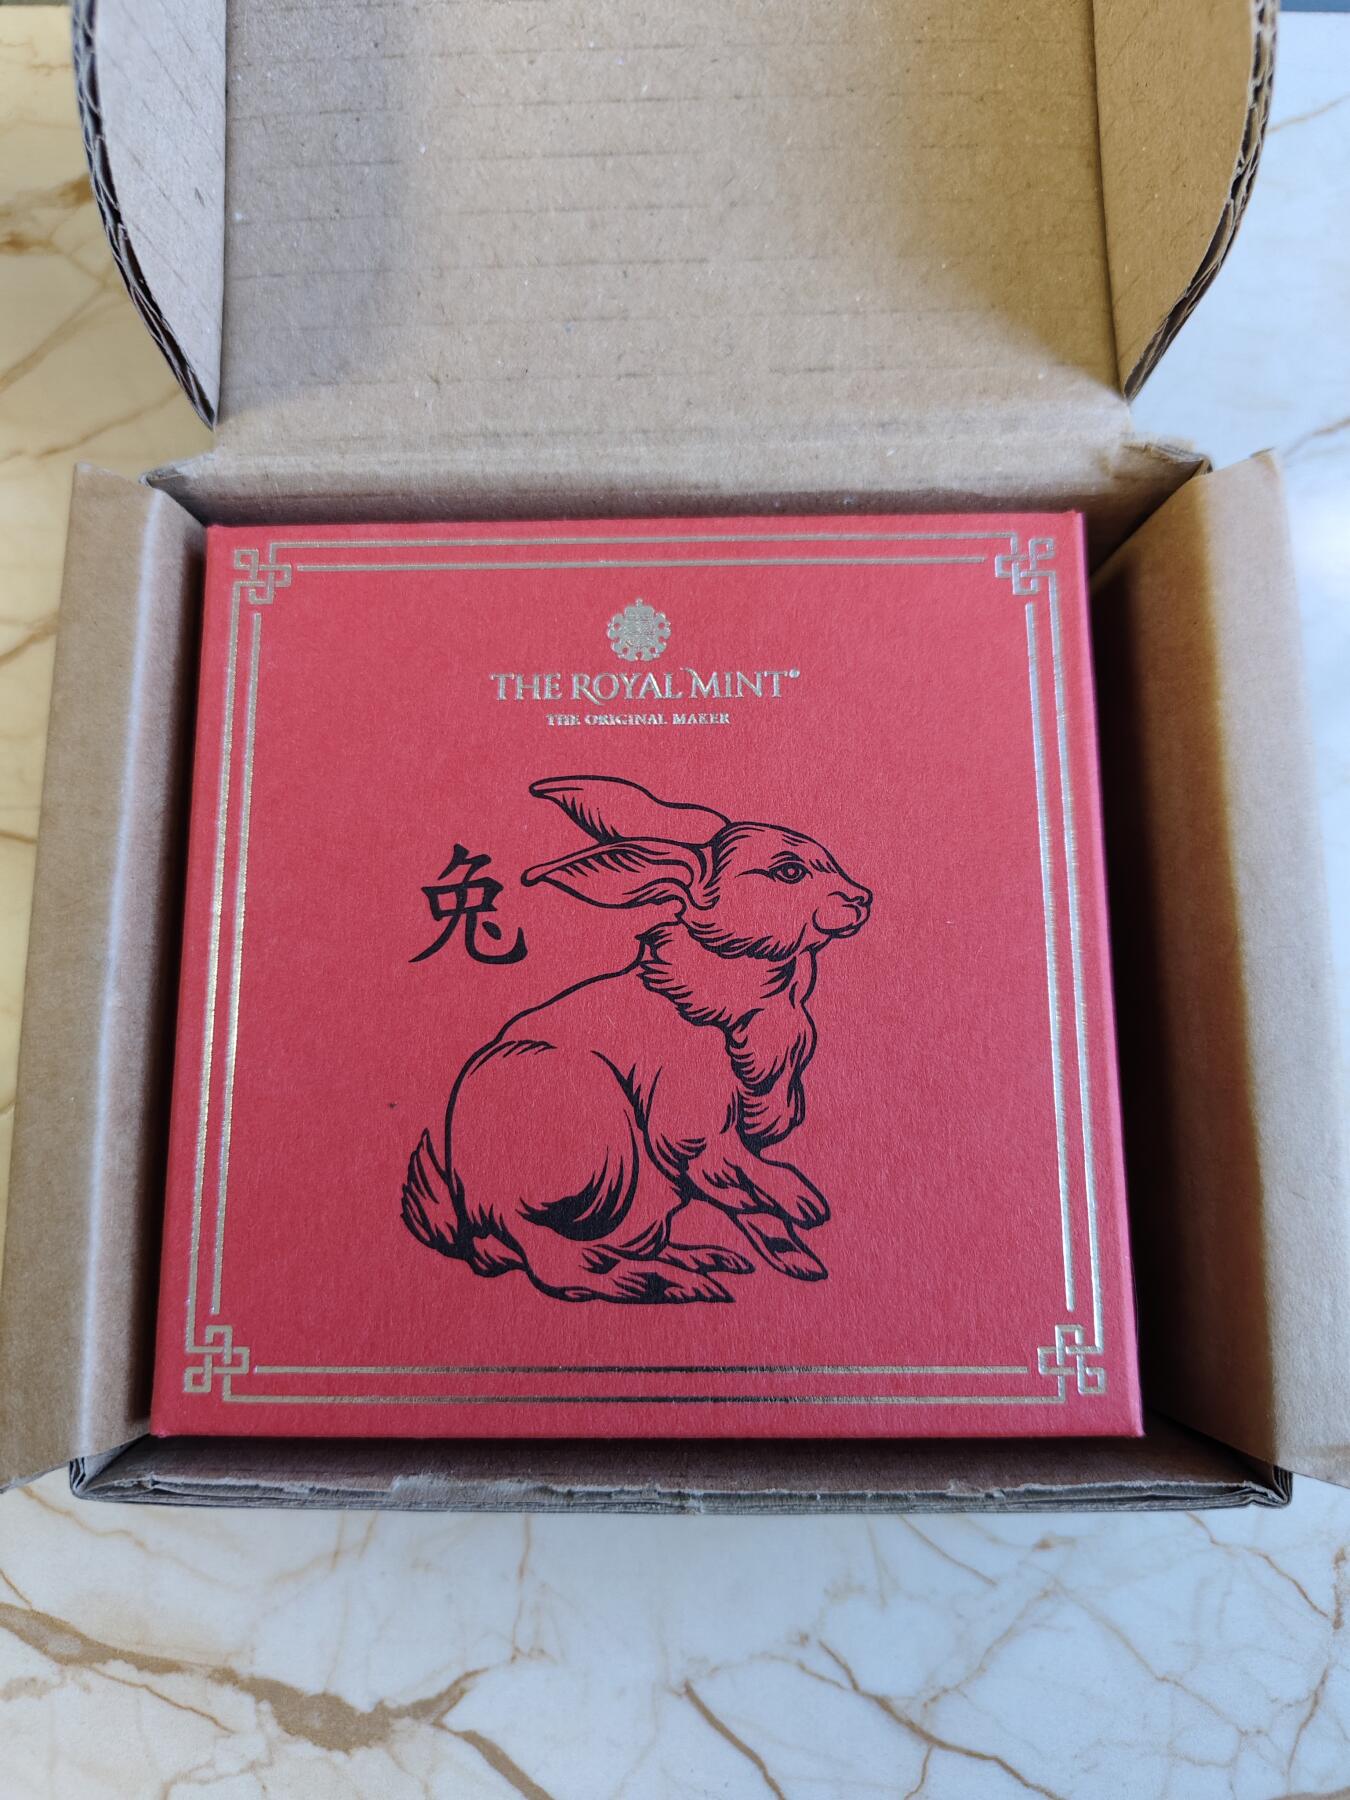 THE ROYAL MINT®
THE ORIGINAL MAKER
兔